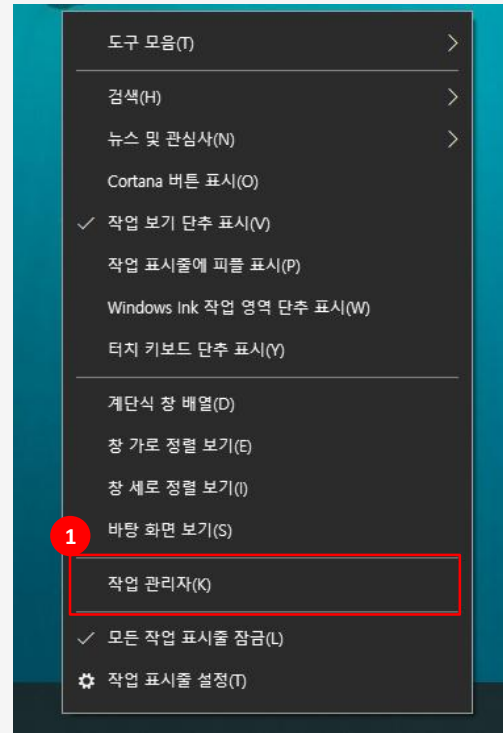 도구 모음(T)
검색(H)
뉴스 및 관심사(N)
Cortana 버튼 표시(O)
작업 보기 단추 표시(V)
작업 표시줄에 피플 표시(P)
Windows Ink 작업 영역 단추 표시(W)
터치 키보드 단추 표시(Y)
계단식 창 배열(D)
창 가로 정렬 보기(E)
창 세로 정렬 보기(I)
바탕 화면 보기(S)
1
작업 관리자(K)
모든 작업 표시줄 잠금(L)
작업 표시줄 설정(T)